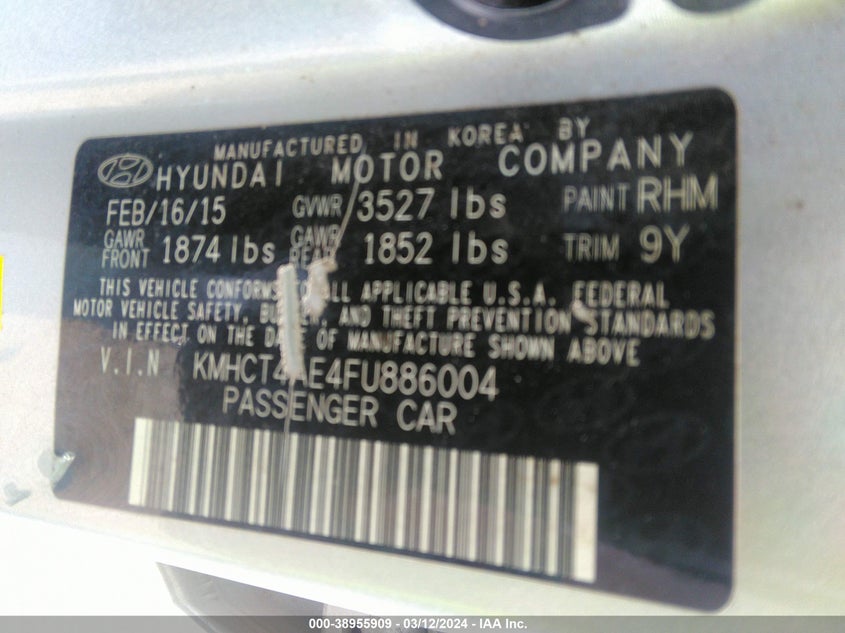 MANUFACTURED IN KOREA BY
HYUNDAI MOTOR COMPANY
FEB/16/15 GVWR 3527 lbs PAINT RHM
GAWR FRONT 1874 lbs GAWR REAR 1852 lbs TRIM 9Y
THIS VEHICLE CONFORMS TO ALL APPLICABLE U.S.A. FEDERAL
MOTOR VEHICLE SAFETY, BUMPER, AND THEFT PREVENTION STANDARDS
IN EFFECT ON THE DATE OF MANUFACTURE SHOWN ABOVE
V.I.N KMHCT4AE4FU886004
PASSENGER CAR
000-38955909 - 03/12/2024 - IAA Inc.